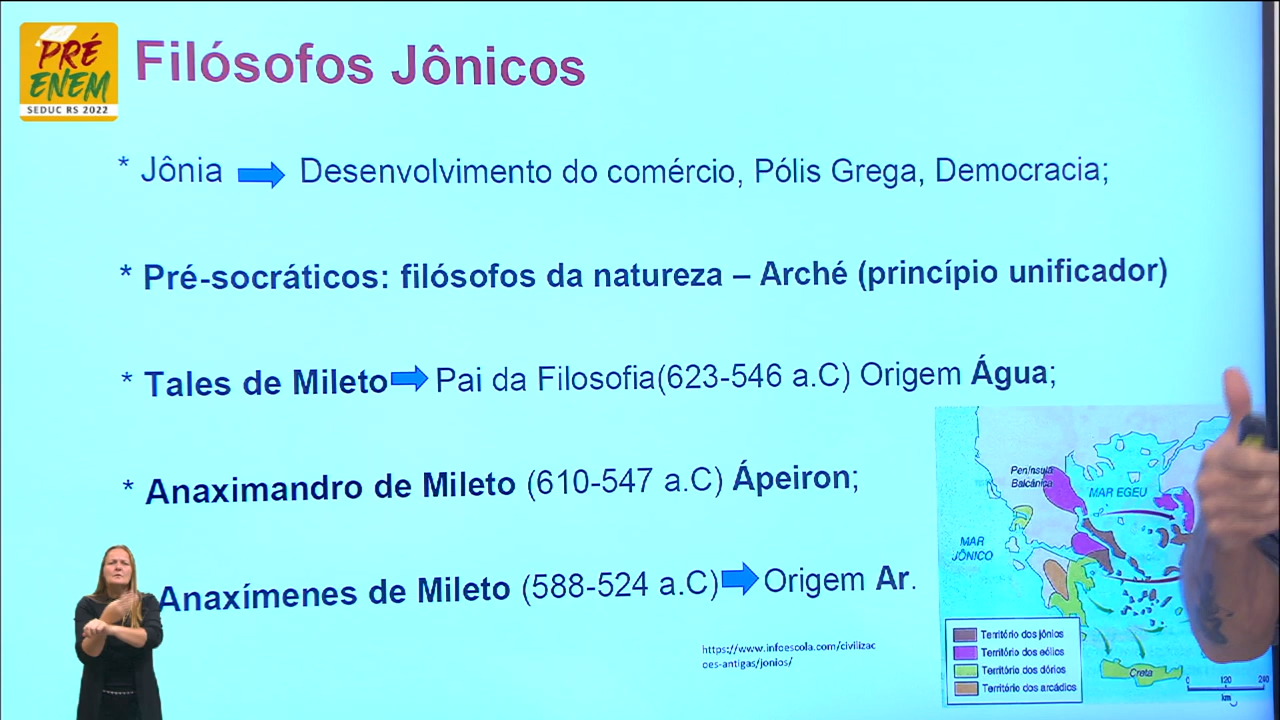 PRÉ
ENEM
SEDUC RS 2022
Filósofos Jônicos
* Jônia Desenvolvimento do comércio, Pólis Grega, Democracia;
* Pré-socráticos: filósofos da natureza – Arché (princípio unificador)
* Tales de Mileto Pai da Filosofia(623-546 a.C) Origem Água;
* Anaximandro de Mileto (610-547 a.C) Ápeiron;
Anaxímenes de Mileto (588-524 a.C) Origem Ar.
https://www.infoescola.com/civilizac
oes-antigas/jonios/
Península
Balcânica
MAR EGEU
MAR
JÔNICO
Território dos jônios
Território dos eólios
Território dos dórios
Território dos arcádios
Creta
0 120 240
km